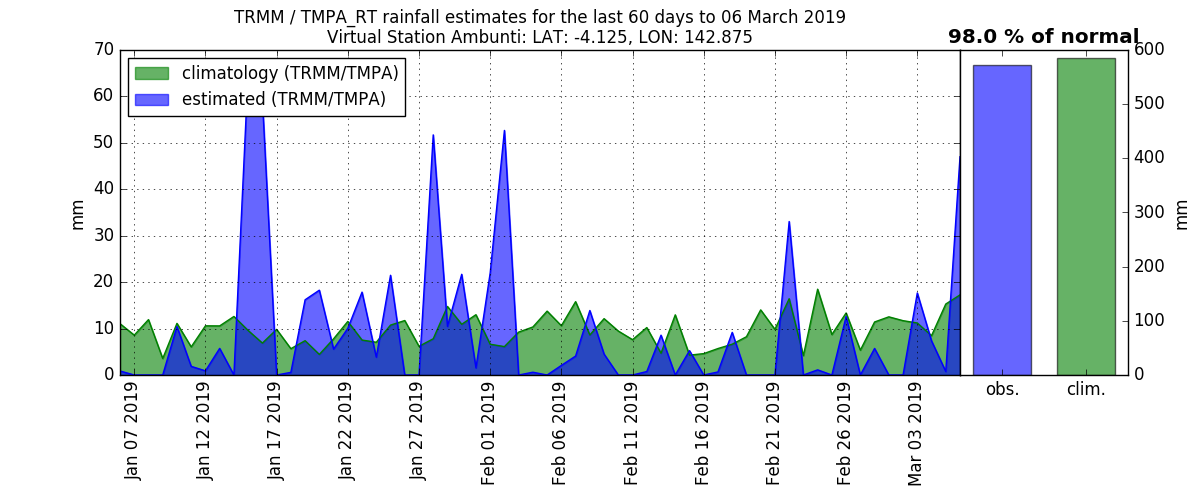 TRMM / TMPA_RT rainfall estimates for the last 60 days to 06 March 2019
Virtual Station Ambunti: LAT: -4.125, LON: 142.875
98.0 % of normal
climatology (TRMM/TMPA)
estimated (TRMM/TMPA)
70
60
50
40
30
20
10
0
mm
Jan 07 2019
Jan 12 2019
Jan 17 2019
Jan 22 2019
Jan 27 2019
Feb 01 2019
Feb 06 2019
Feb 11 2019
Feb 16 2019
Feb 21 2019
Feb 26 2019
Mar 03 2019
obs.
clim.
600
500
400
300
200
100
0
mm